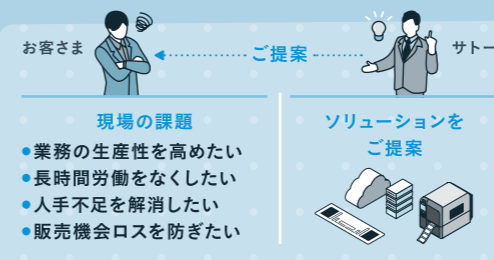 お客さま
ご提案
サトー
現場の課題
●業務の生産性を高めたい
●長時間労働をなくしたい
●人手不足を解消したい
●販売機会ロスを防ぎたい
ソリューションを
ご提案